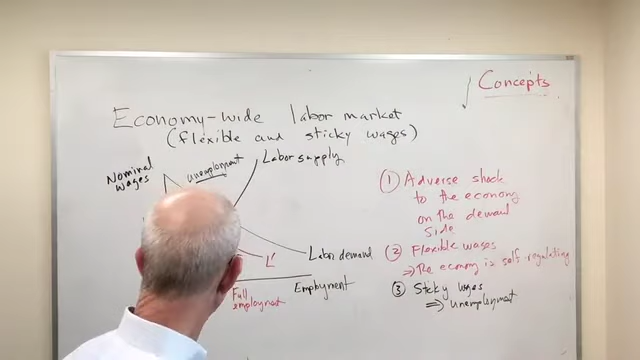 Concepts
Economy-wide labor market
(flexible and sticky wages)
Nominal
wages
unemployment
Labor supply
Labor demand
L'
Full
employment
Employment
① Adverse shock
to the economy
on the demand
side
② Flexible wages
⇒ The economy is self-regulating
③ Sticky wages
⇒ unemployment